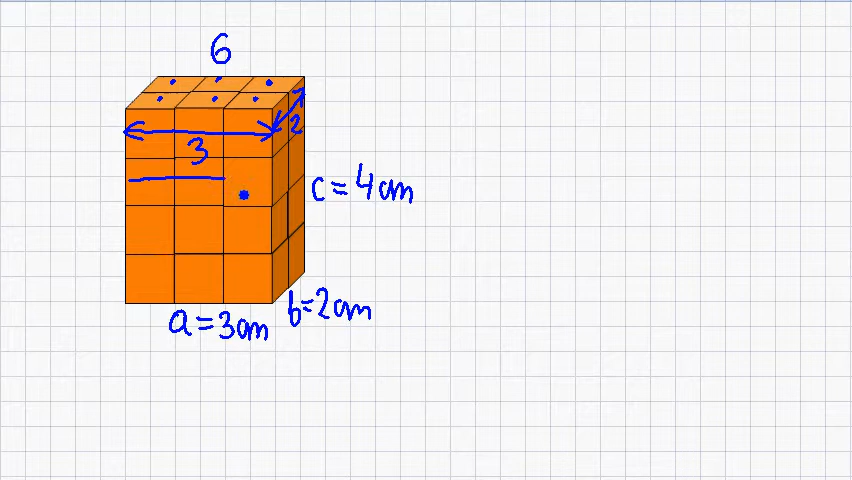 6
3
2
c = 4cm
b = 2cm
a = 3cm